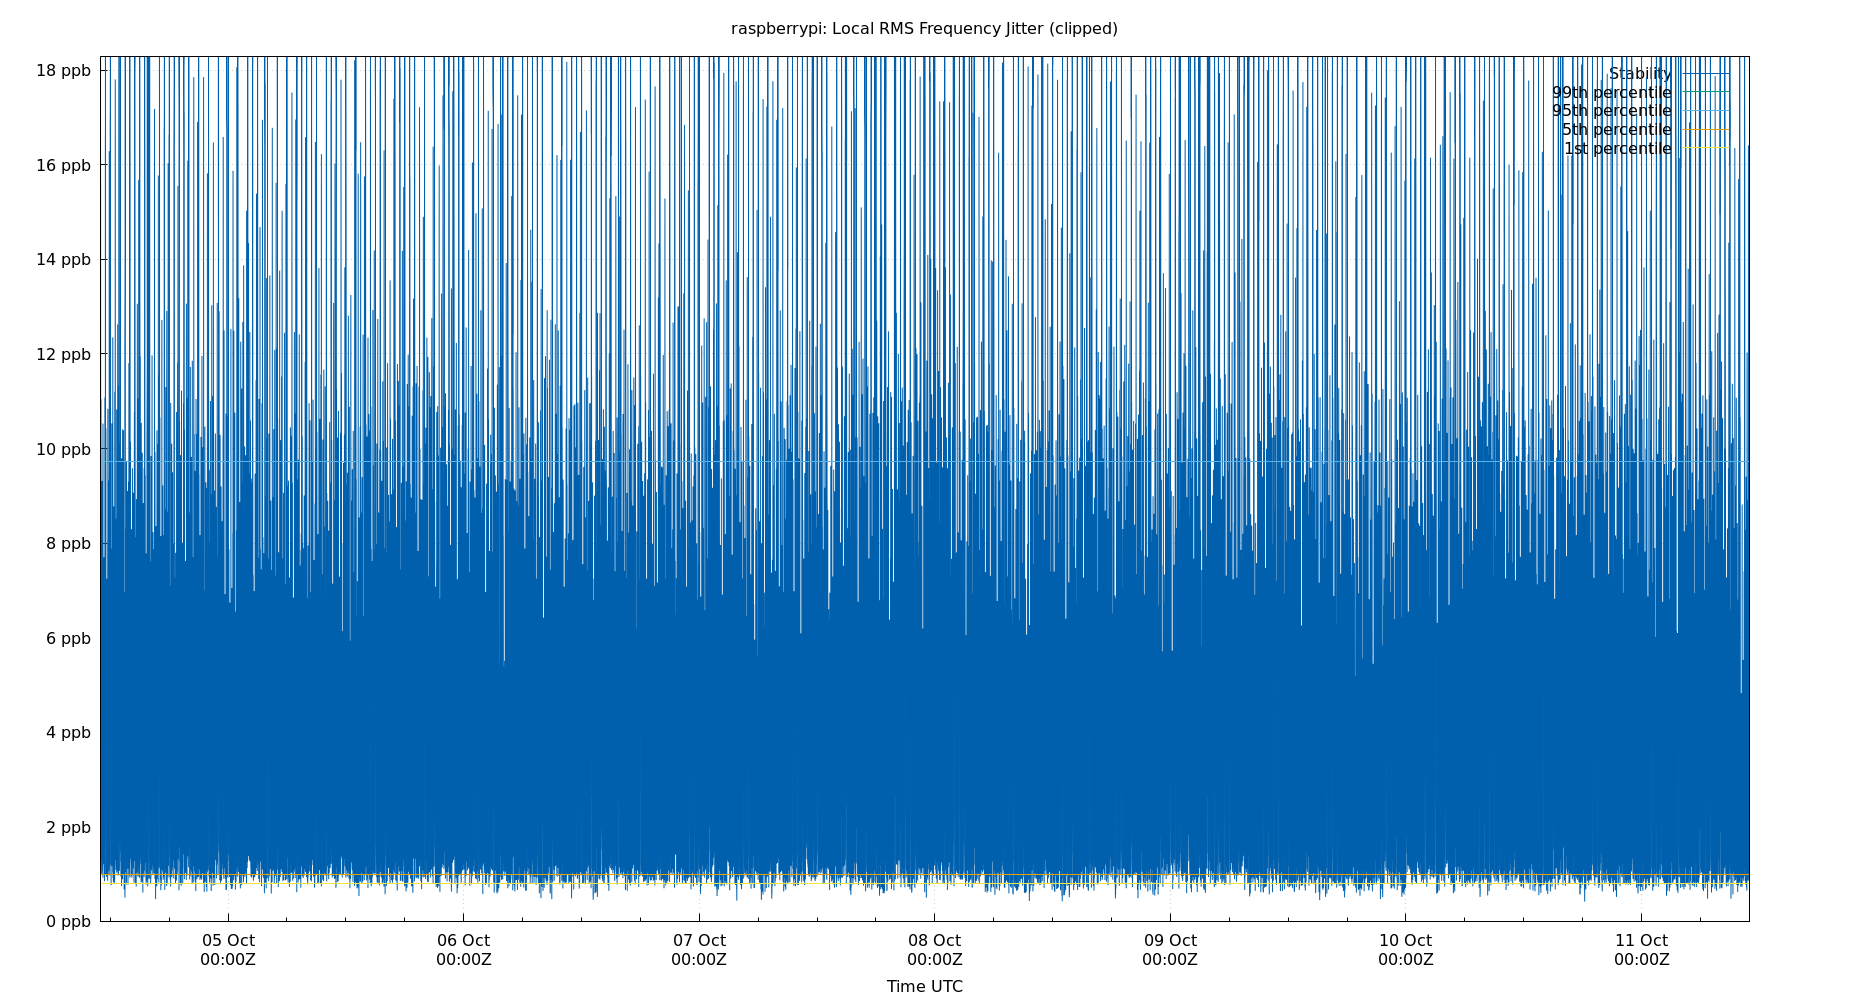 raspberrypi: Local RMS Frequency Jitter (clipped)
18 ppb
16 ppb
14 ppb
12 ppb
10 ppb
8 ppb
6 ppb
4 ppb
2 ppb
0 ppb
Stability
99th percentile
95th percentile
5th percentile
1st percentile
05 Oct 06 Oct 07 Oct 08 Oct 09 Oct 10 Oct 11 Oct
00:00Z 00:00Z 00:00Z 00:00Z 00:00Z 00:00Z 00:00Z
Time UTC